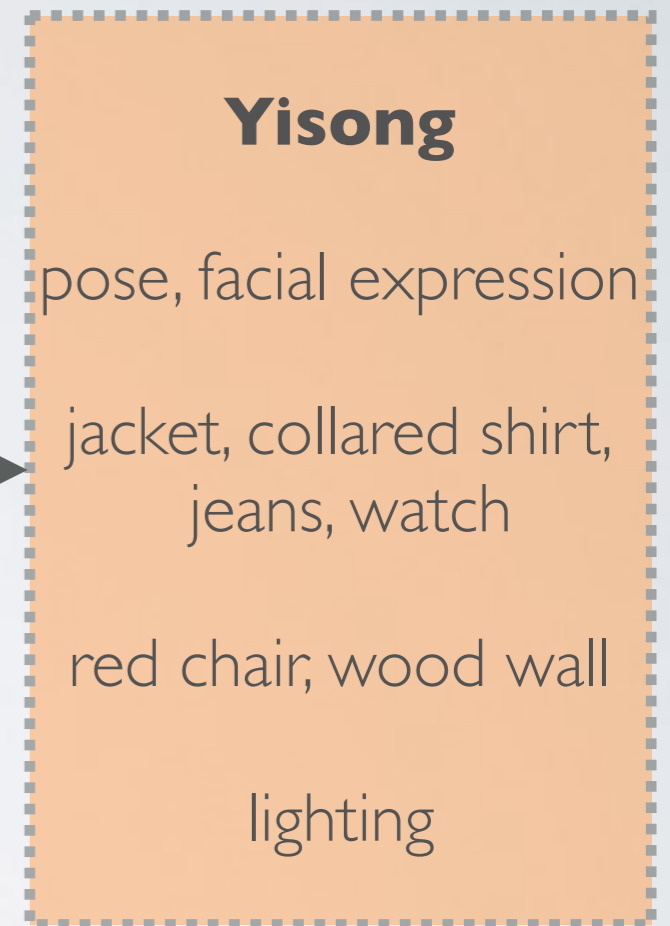 Yisong
pose, facial expression
jacket, collared shirt,
jeans, watch
red chair, wood wall
lighting